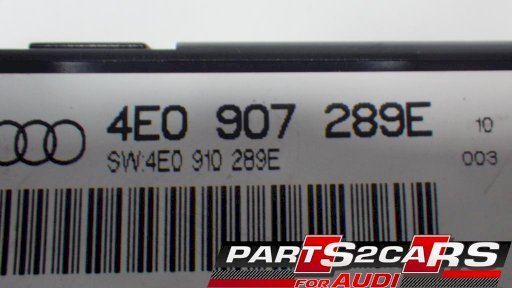 4E0 907 289E 10
SW:4E0 910 289E 003
PARTS2CARS
FOR AUDI